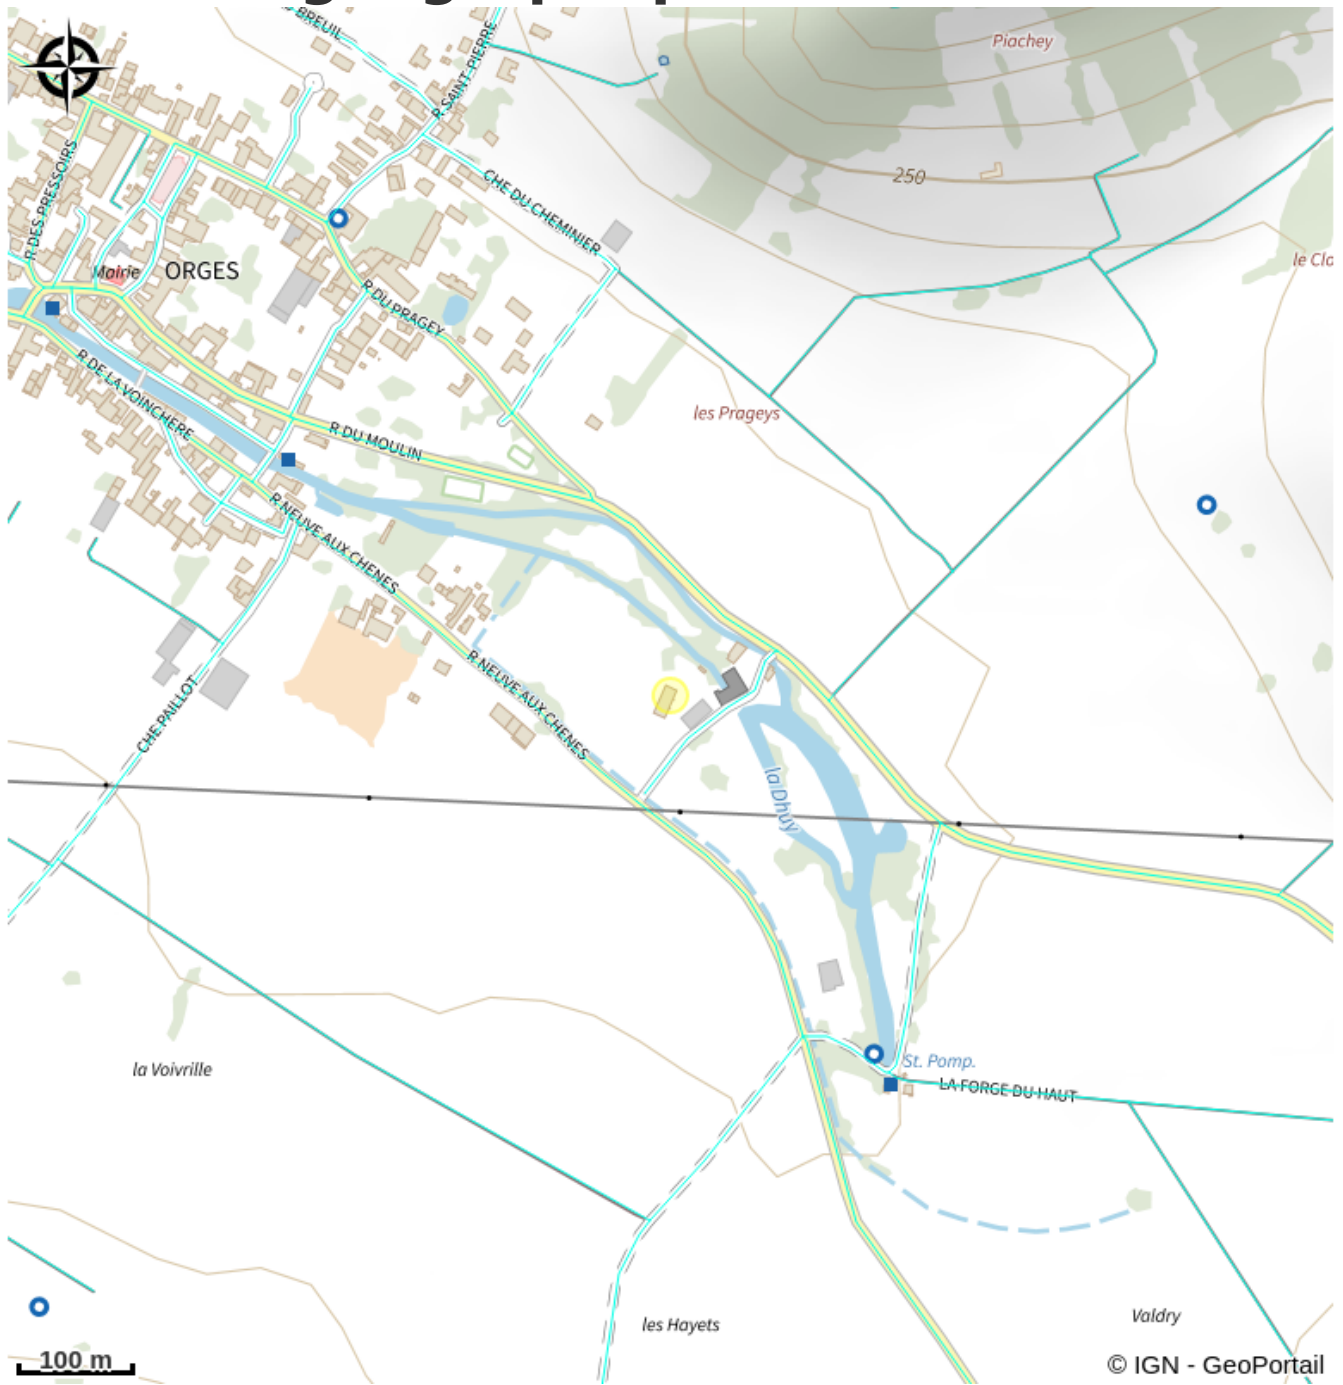 BREUIL
R SAINT-PIERRE
Piachey
R DES PRESSOIRS
CHE DU CHEMINIER
250
Mairie
ORGES
le Clo
R DU PRAGEY
R DE LA VOINCHERE
les Prageys
R DU MOULIN
R NEUVE AUX CHENES
R NEUVE AUX CHENES
CHE PAILLOT
la Dhuy
la Voivrille
St. Pomp.
LA FORGE DU HAUT
les Hayets
Valdry
100 m
© IGN - GeoPortail